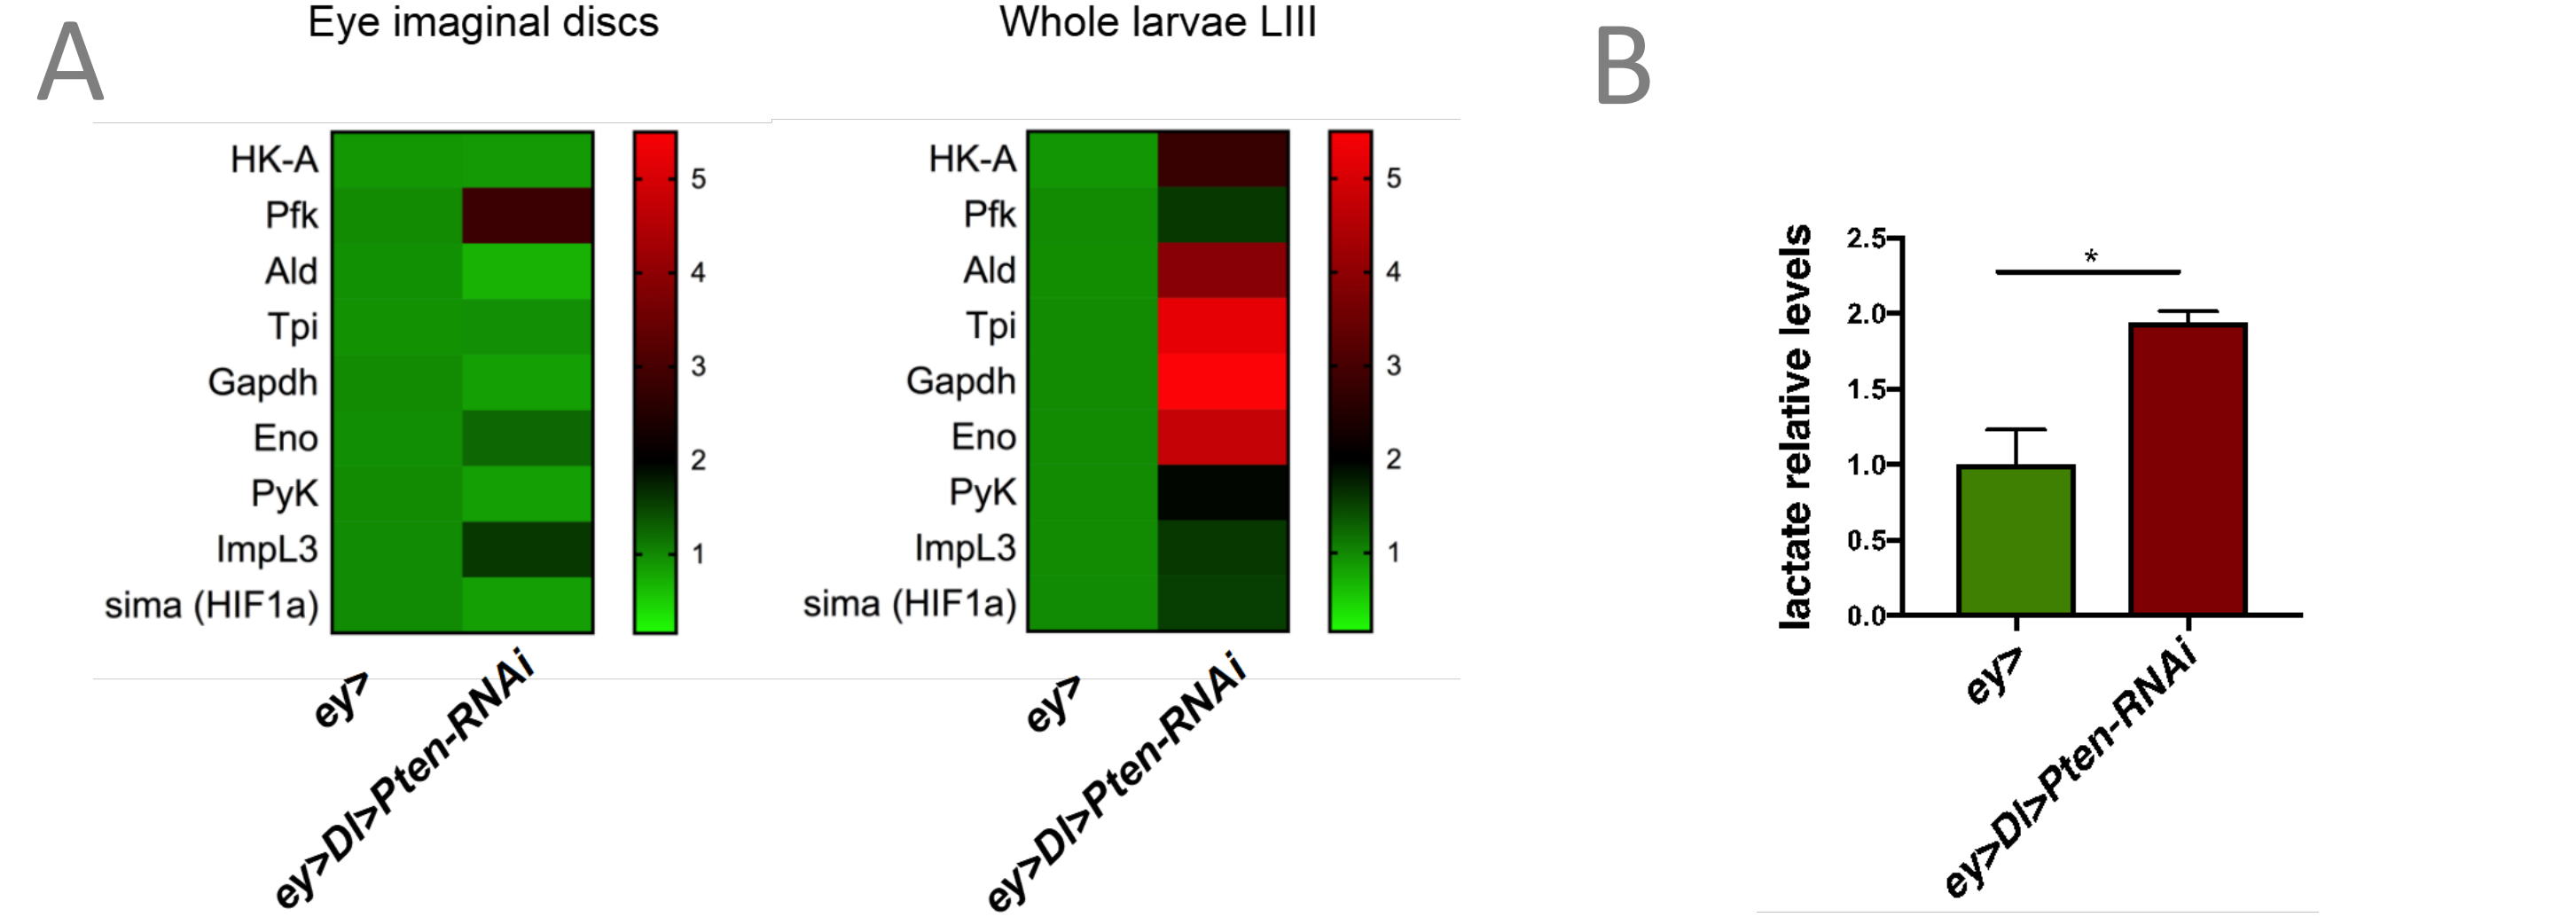 A
Eye imaginal discs
HK-A
Pfk
Ald
Tpi
Gapdh
Eno
PyK
ImpL3
sima (HIF1a)
5
4
3
2
1
ey>
ey>Dl>Pten-RNAi
Whole larvae LIII
HK-A
Pfk
Ald
Tpi
Gapdh
Eno
PyK
ImpL3
sima (HIF1a)
5
4
3
2
1
ey>
ey>Dl>Pten-RNAi
B
lactate relative levels
2.5
2.0
1.5
1.0
0.5
0.0
*
ey>
ey>Dl>Pten-RNAi